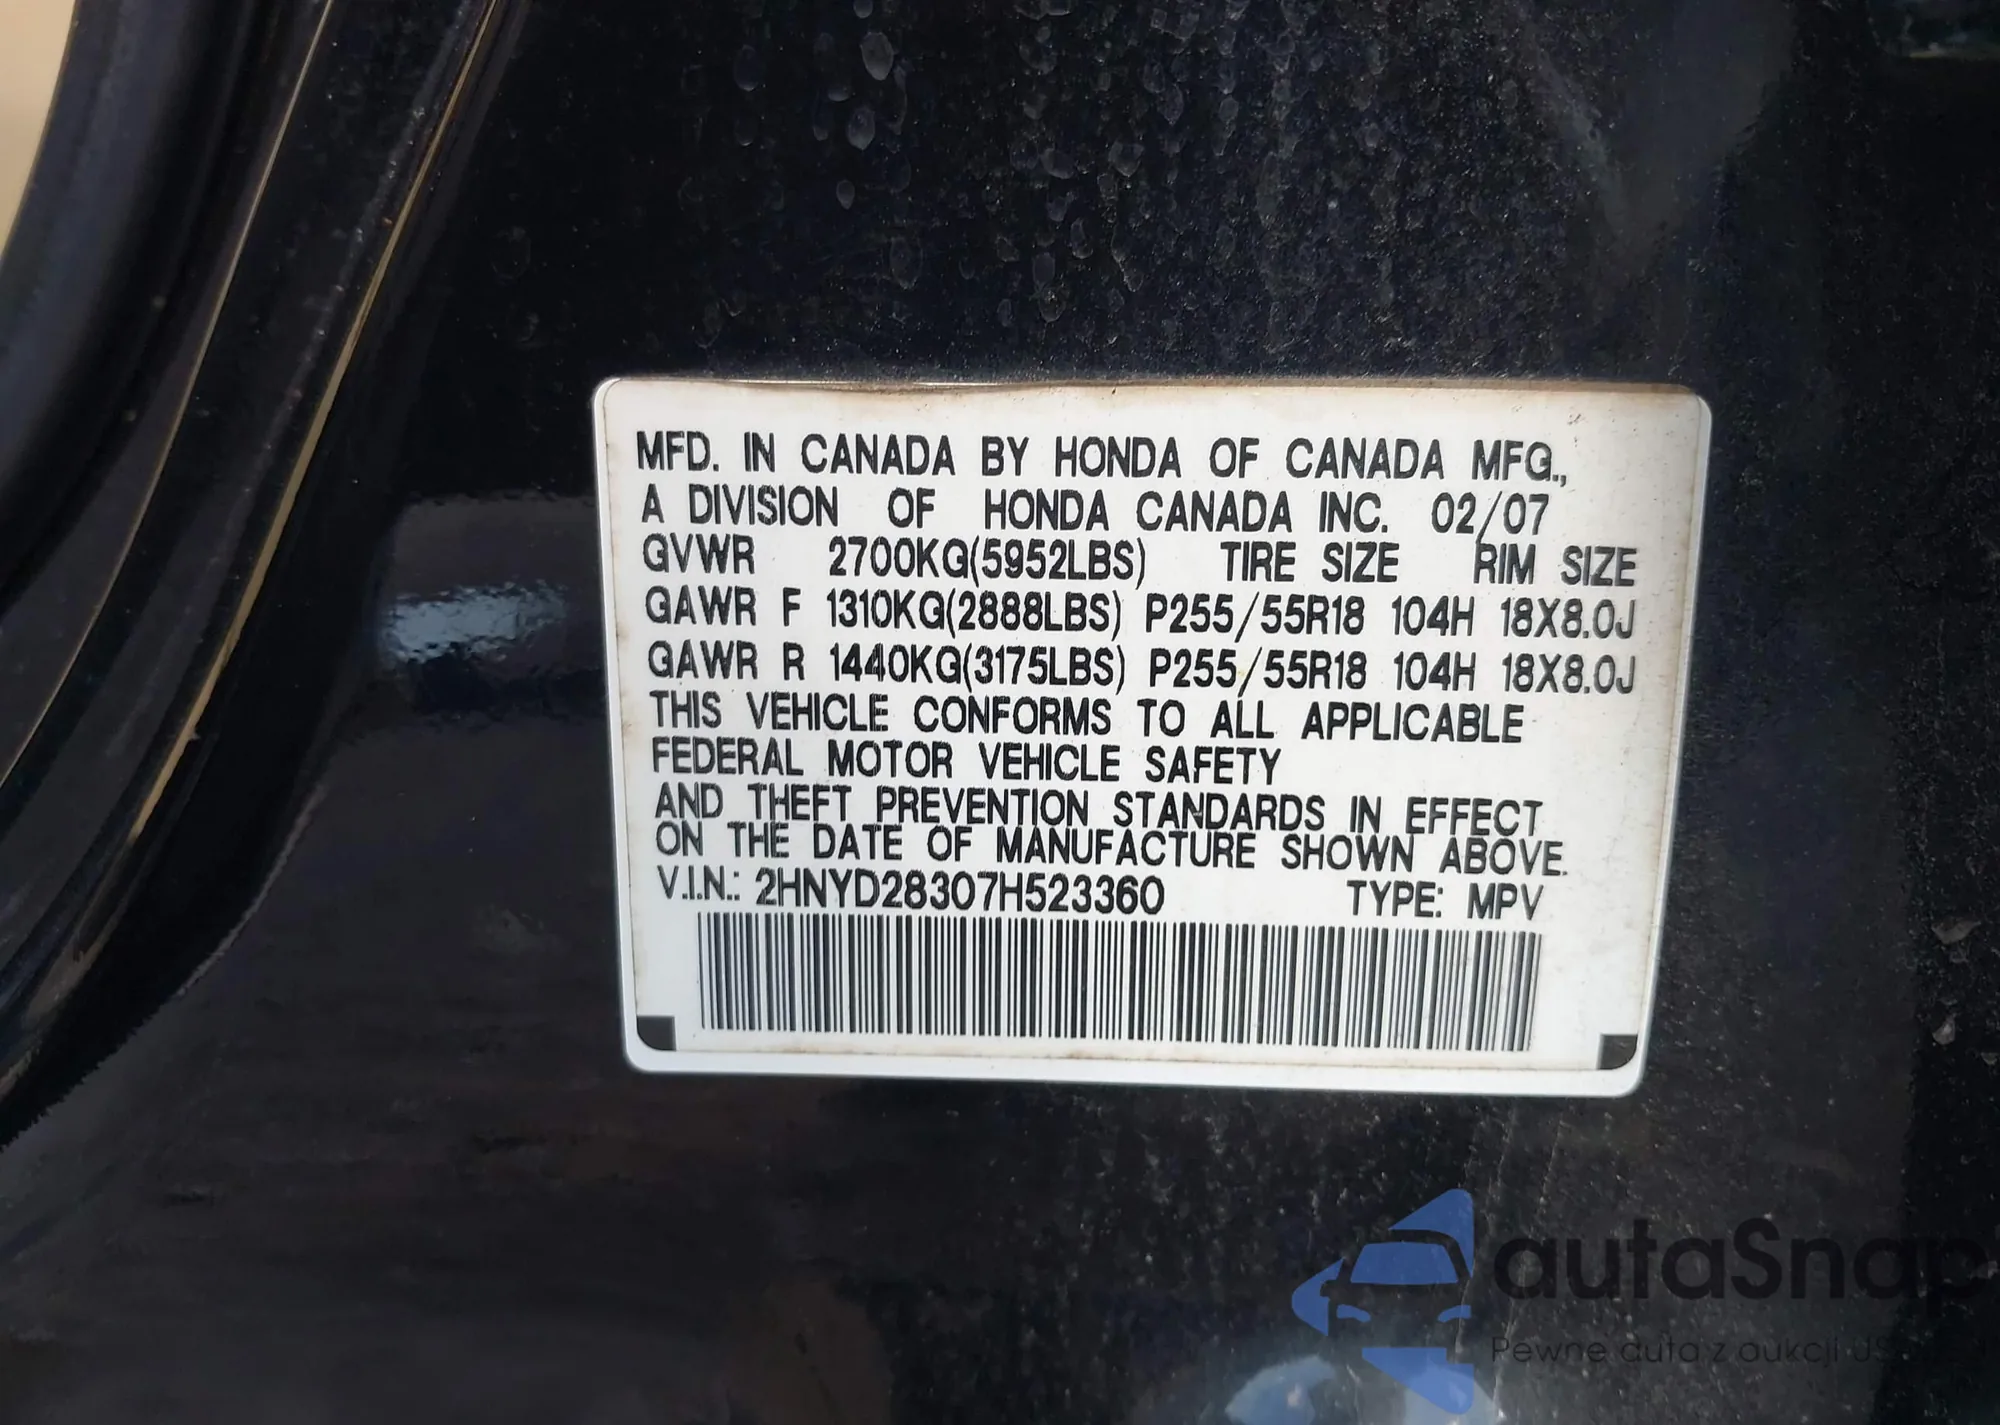 MFD. IN CANADA BY HONDA OF CANADA MFG.,
A DIVISION OF HONDA CANADA INC. 02/07
GVWR 2700KG(5952LBS) TIRE SIZE RIM SIZE
GAWR F 1310KG(2888LBS) P255/55R18 104H 18X8.0J
GAWR R 1440KG(3175LBS) P255/55R18 104H 18X8.0J
THIS VEHICLE CONFORMS TO ALL APPLICABLE
FEDERAL MOTOR VEHICLE SAFETY
AND THEFT PREVENTION STANDARDS IN EFFECT
ON THE DATE OF MANUFACTURE SHOWN ABOVE.
V.I.N.: 2HNYD28307H523360 TYPE: MPV
autaSnap
Pewne auta z aukcji